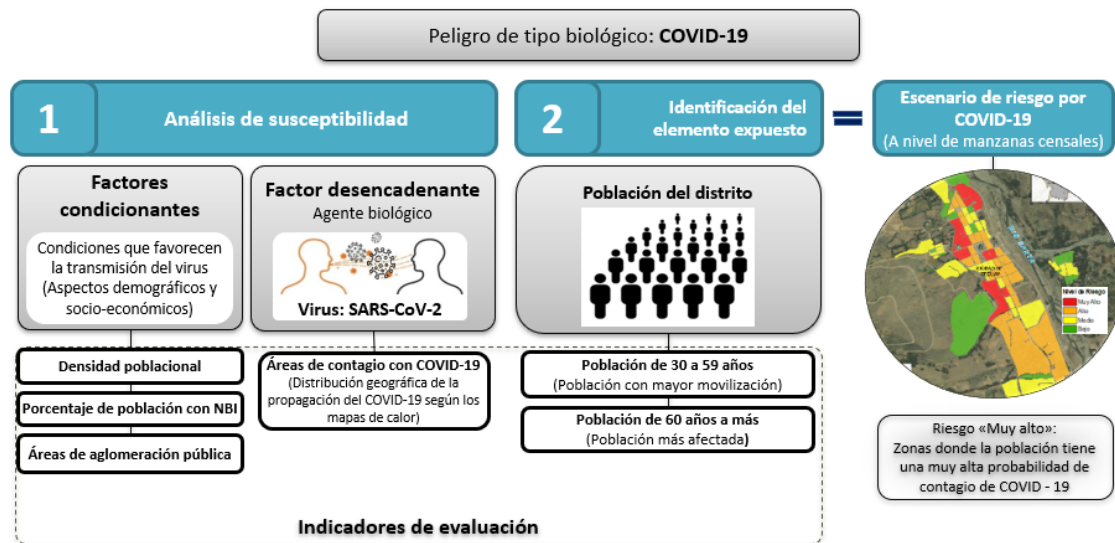 Peligro de tipo biológico: COVID-19
1
Análisis de susceptibilidad
2
Identificación del
elemento expuesto
=
Escenario de riesgo por
COVID-19
(A nivel de manzanas censales)
Factores
condicionantes
Condiciones que favorecen
la transmisión del virus
(Aspectos demográficos y
socio-económicos)
Factor desencadenante
Agente biológico
Virus: SARS-CoV-2
Población del distrito
Densidad poblacional
Porcentaje de población con NBI
Áreas de aglomeración pública
Áreas de contagio con COVID-19
(Distribución geográfica de la
propagación del COVID-19 según los
mapas de calor)
Población de 30 a 59 años
(Población con mayor movilización)
Población de 60 años a más
(Población más afectada)
Indicadores de evaluación
Nivel de Riesgo
Muy Alto
Alto
Medio
Bajo
Riesgo «Muy alto»:
Zonas donde la población tiene
una muy alta probabilidad de
contagio de COVID - 19